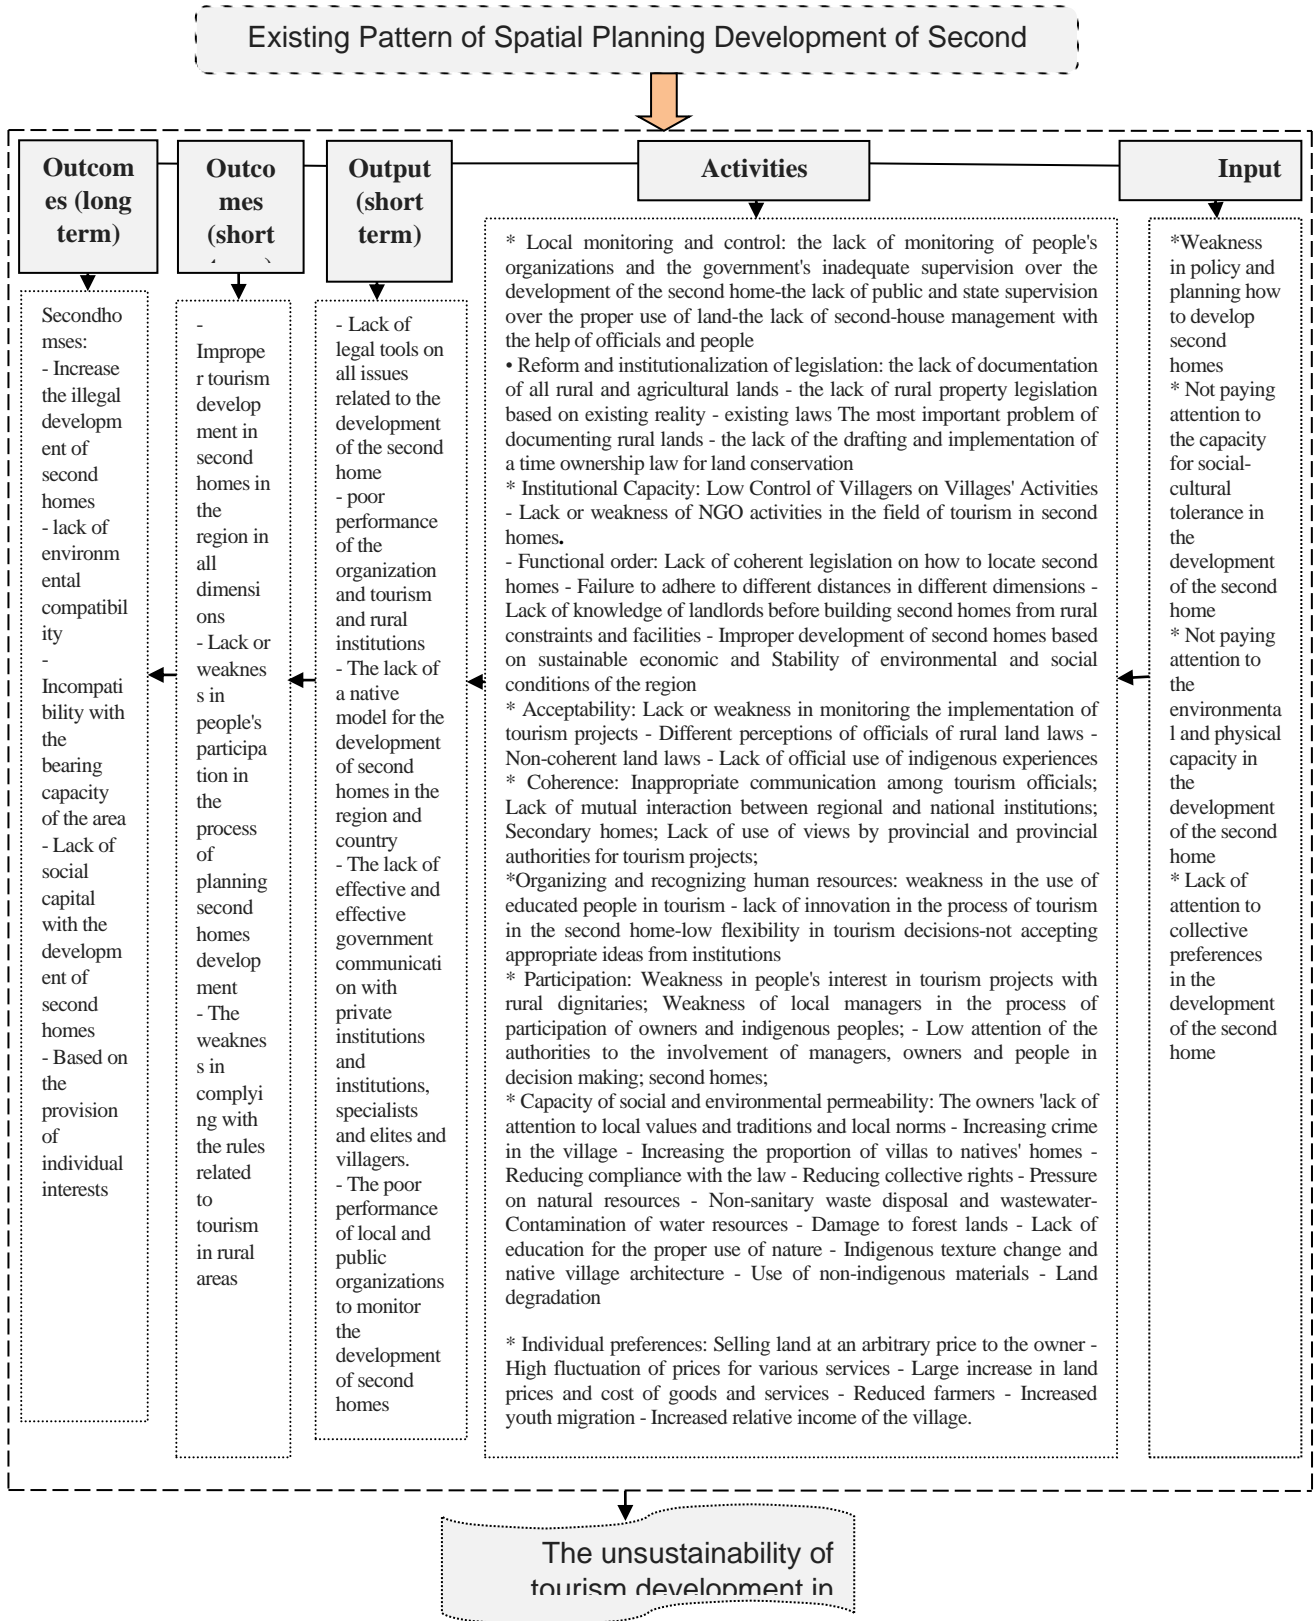 Existing Pattern of Spatial Planning Development of Second
Outcom
es (long
term)
Outco
mes
(short
Output
(short
term)
Activities
Input
Secondho
mses:
- Increase
the illegal
developm
ent of
second
homes
- lack of
environm
ental
compatibil
ity
-
Incompati
bility with
the
bearing
capacity
of the area
- Lack of
social
capital
with the
developm
ent of
second
homes
- Based on
the
provision
of
individual
interests
-
Imprope
r tourism
develop
ment in
second
homes in
the
region in
all
dimensi
ons
- Lack or
weaknes
s in
people's
participa
tion in
the
process
of
planning
second
homes
develop
ment
- The
weaknes
s in
complyi
ng with
the rules
related
to
tourism
in rural
areas
- Lack of
legal tools on
all issues
related to the
development
of the second
home
- poor
performance
of the
organization
and tourism
and rural
institutions
- The lack of
a native
model for the
development
of second
homes in the
region and
country
- The lack of
effective and
effective
government
communicati
on with
private
institutions
and
institutions,
specialists
and elites and
villagers.
- The poor
performance
of local and
public
organizations
to monitor
the
development
of second
homes
* Local monitoring and control: the lack of monitoring of people's
organizations and the government's inadequate supervision over the
development of the second home-the lack of public and state supervision
over the proper use of land-the lack of second-house management with
the help of officials and people
• Reform and institutionalization of legislation: the lack of documentation
of all rural and agricultural lands - the lack of rural property legislation
based on existing reality - existing laws The most important problem of
documenting rural lands - the lack of the drafting and implementation of
a time ownership law for land conservation
* Institutional Capacity: Low Control of Villagers on Villages' Activities
- Lack or weakness of NGO activities in the field of tourism in second
homes.
- Functional order: Lack of coherent legislation on how to locate second
homes - Failure to adhere to different distances in different dimensions -
Lack of knowledge of landlords before building second homes from rural
constraints and facilities - Improper development of second homes based
on sustainable economic and Stability of environmental and social
conditions of the region
* Acceptability: Lack or weakness in monitoring the implementation of
tourism projects - Different perceptions of officials of rural land laws -
Non-coherent land laws - Lack of official use of indigenous experiences
* Coherence: Inappropriate communication among tourism officials;
Lack of mutual interaction between regional and national institutions;
Secondary homes; Lack of use of views by provincial and provincial
authorities for tourism projects;
*Organizing and recognizing human resources: weakness in the use of
educated people in tourism - lack of innovation in the process of tourism
in the second home-low flexibility in tourism decisions-not accepting
appropriate ideas from institutions
* Participation: Weakness in people's interest in tourism projects with
rural dignitaries; Weakness of local managers in the process of
participation of owners and indigenous peoples; - Low attention of the
authorities to the involvement of managers, owners and people in
decision making; second homes;
* Capacity of social and environmental permeability: The owners 'lack of
attention to local values and traditions and local norms - Increasing crime
in the village - Increasing the proportion of villas to natives' homes -
Reducing compliance with the law - Reducing collective rights - Pressure
on natural resources - Non-sanitary waste disposal and wastewater-
Contamination of water resources - Damage to forest lands - Lack of
education for the proper use of nature - Indigenous texture change and
native village architecture - Use of non-indigenous materials - Land
degradation
* Individual preferences: Selling land at an arbitrary price to the owner -
High fluctuation of prices for various services - Large increase in land
prices and cost of goods and services - Reduced farmers - Increased
youth migration - Increased relative income of the village.
*Weakness
in policy and
planning how
to develop
second
homes
* Not paying
attention to
the capacity
for social-
cultural
tolerance in
the
development
of the second
home
* Not paying
attention to
the
environmenta
l and physical
capacity in
the
development
of the second
home
* Lack of
attention to
collective
preferences
in the
development
of the second
home
The unsustainability of
tourism development in